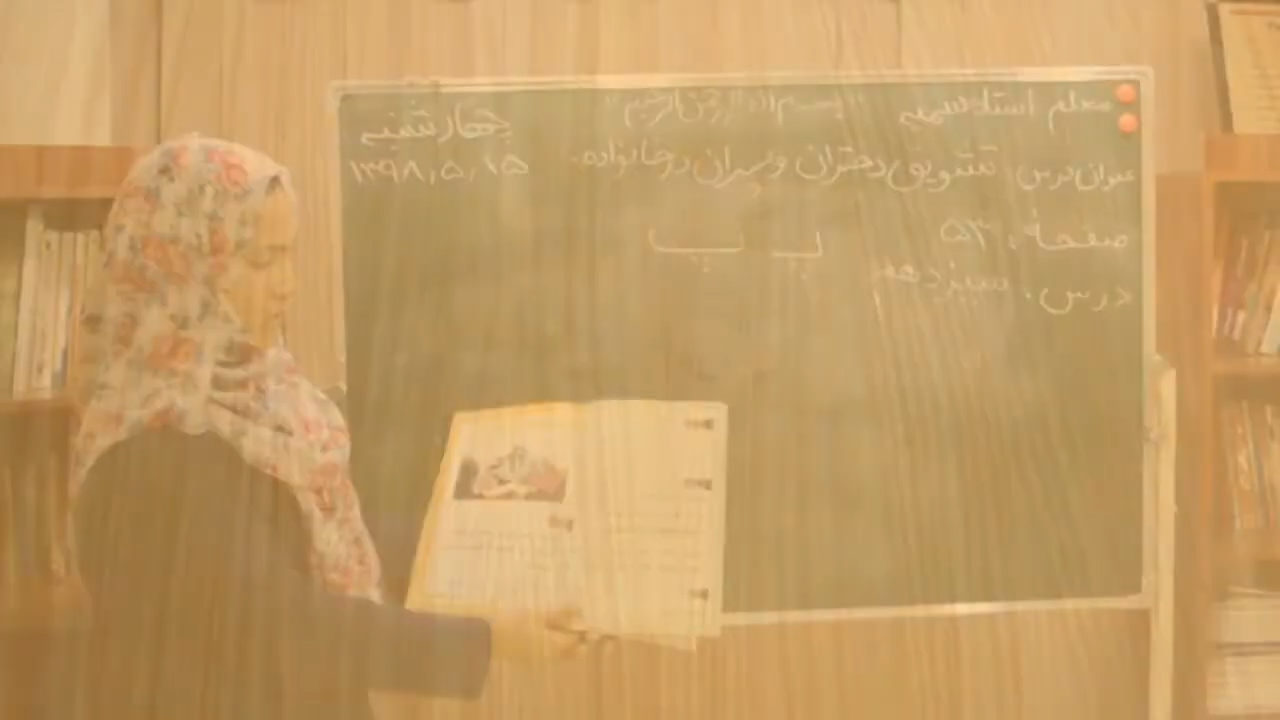 بسم الله الرحمن الرحیم
معلم استاد سمیه
چهارشنبه
عنوان درس: تشویق دختران و پسران در خانواده.
۱۳۹۸٫۵٫۱۵
صفحهٔ: ۵۳
پ پ
درس: سیزدهم